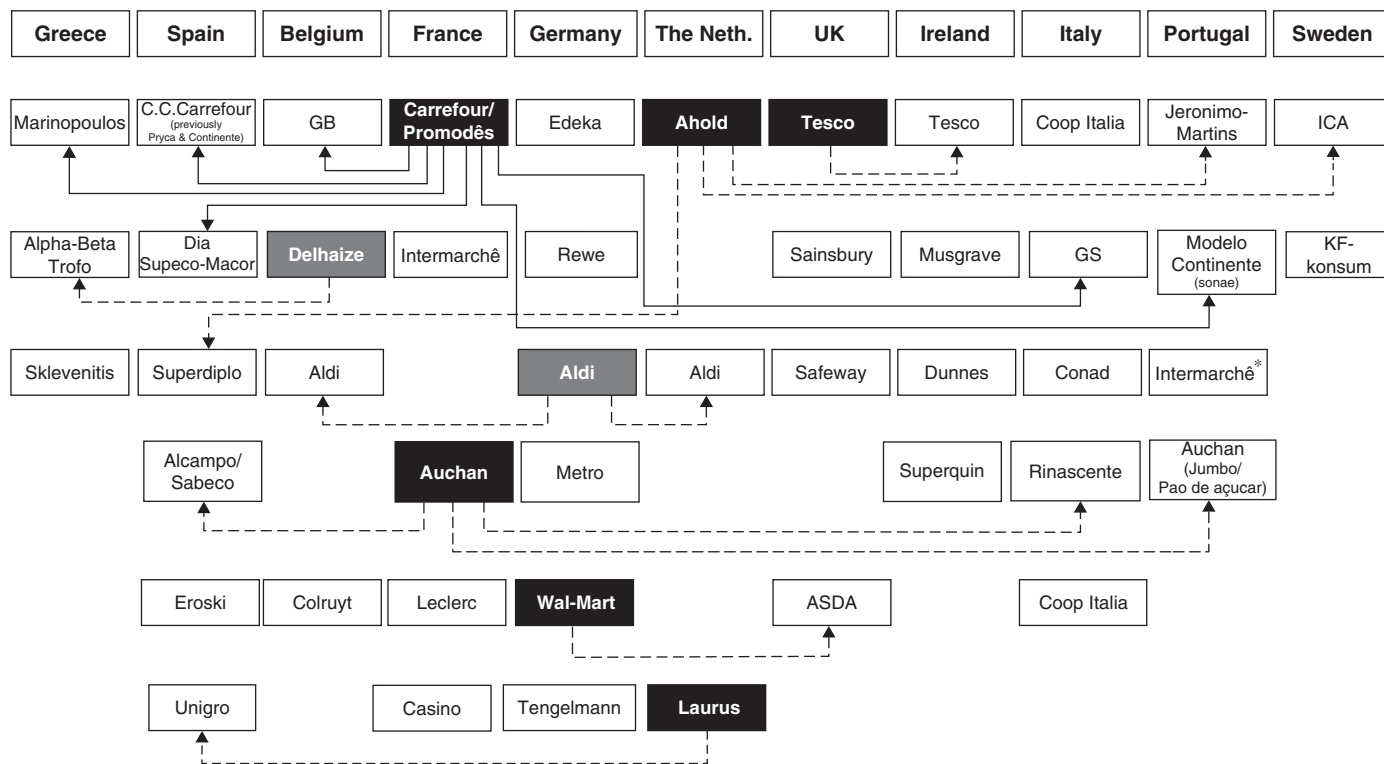 Greece Spain Belgium France Germany The Neth. UK Ireland Italy Portugal Sweden
Marinopoulos
C.C.Carrefour
(previously
Pryca & Continente)
GB
Carrefour/
Promodês
Edeka
Ahold
Tesco
Tesco
Coop Italia
Jeronimo-
Martins
ICA
Alpha-Beta
Trofo
Dia
Supeco-Macor
Delhaize
Intermarchê
Rewe
Sainsbury
Musgrave
GS
Modelo
Continente
(sonae)
KF-
konsum
Sklevenitis
Superdiplo
Aldi
Aldi
Aldi
Safeway
Dunnes
Conad
Intermarchê*
Alcampo/
Sabeco
Auchan
Metro
Superquin
Rinascente
Auchan
(Jumbo/
Pao de açucar)
Eroski
Colruyt
Leclerc
Wal-Mart
ASDA
Coop Italia
Unigro
Casino
Tengelmann
Laurus